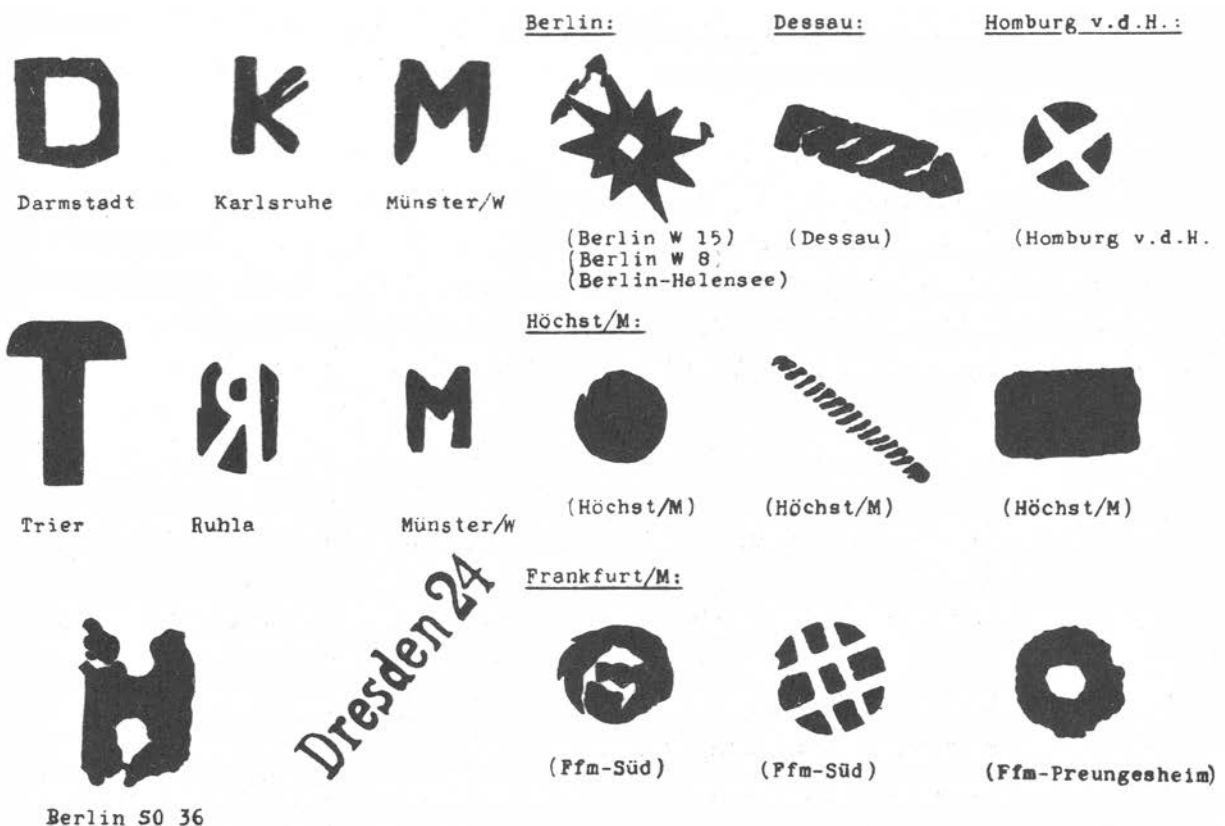 Berlin: Dessau: Homburg v.d.H.:
D K M
Darmstadt Karlsruhe Münster/W
(Berlin W 15) (Dessau) (Homburg v.d.H.
(Berlin W 8)
(Berlin-Halensee)
Höchst/M:
T Я M
(Höchst/M) (Höchst/M) (Höchst/M)
Trier Ruhla Münster/W
Frankfurt/M:
Dresden 24
(Ffm-Süd) (Ffm-Süd) (Ffm-Preungesheim)
Berlin SO 36